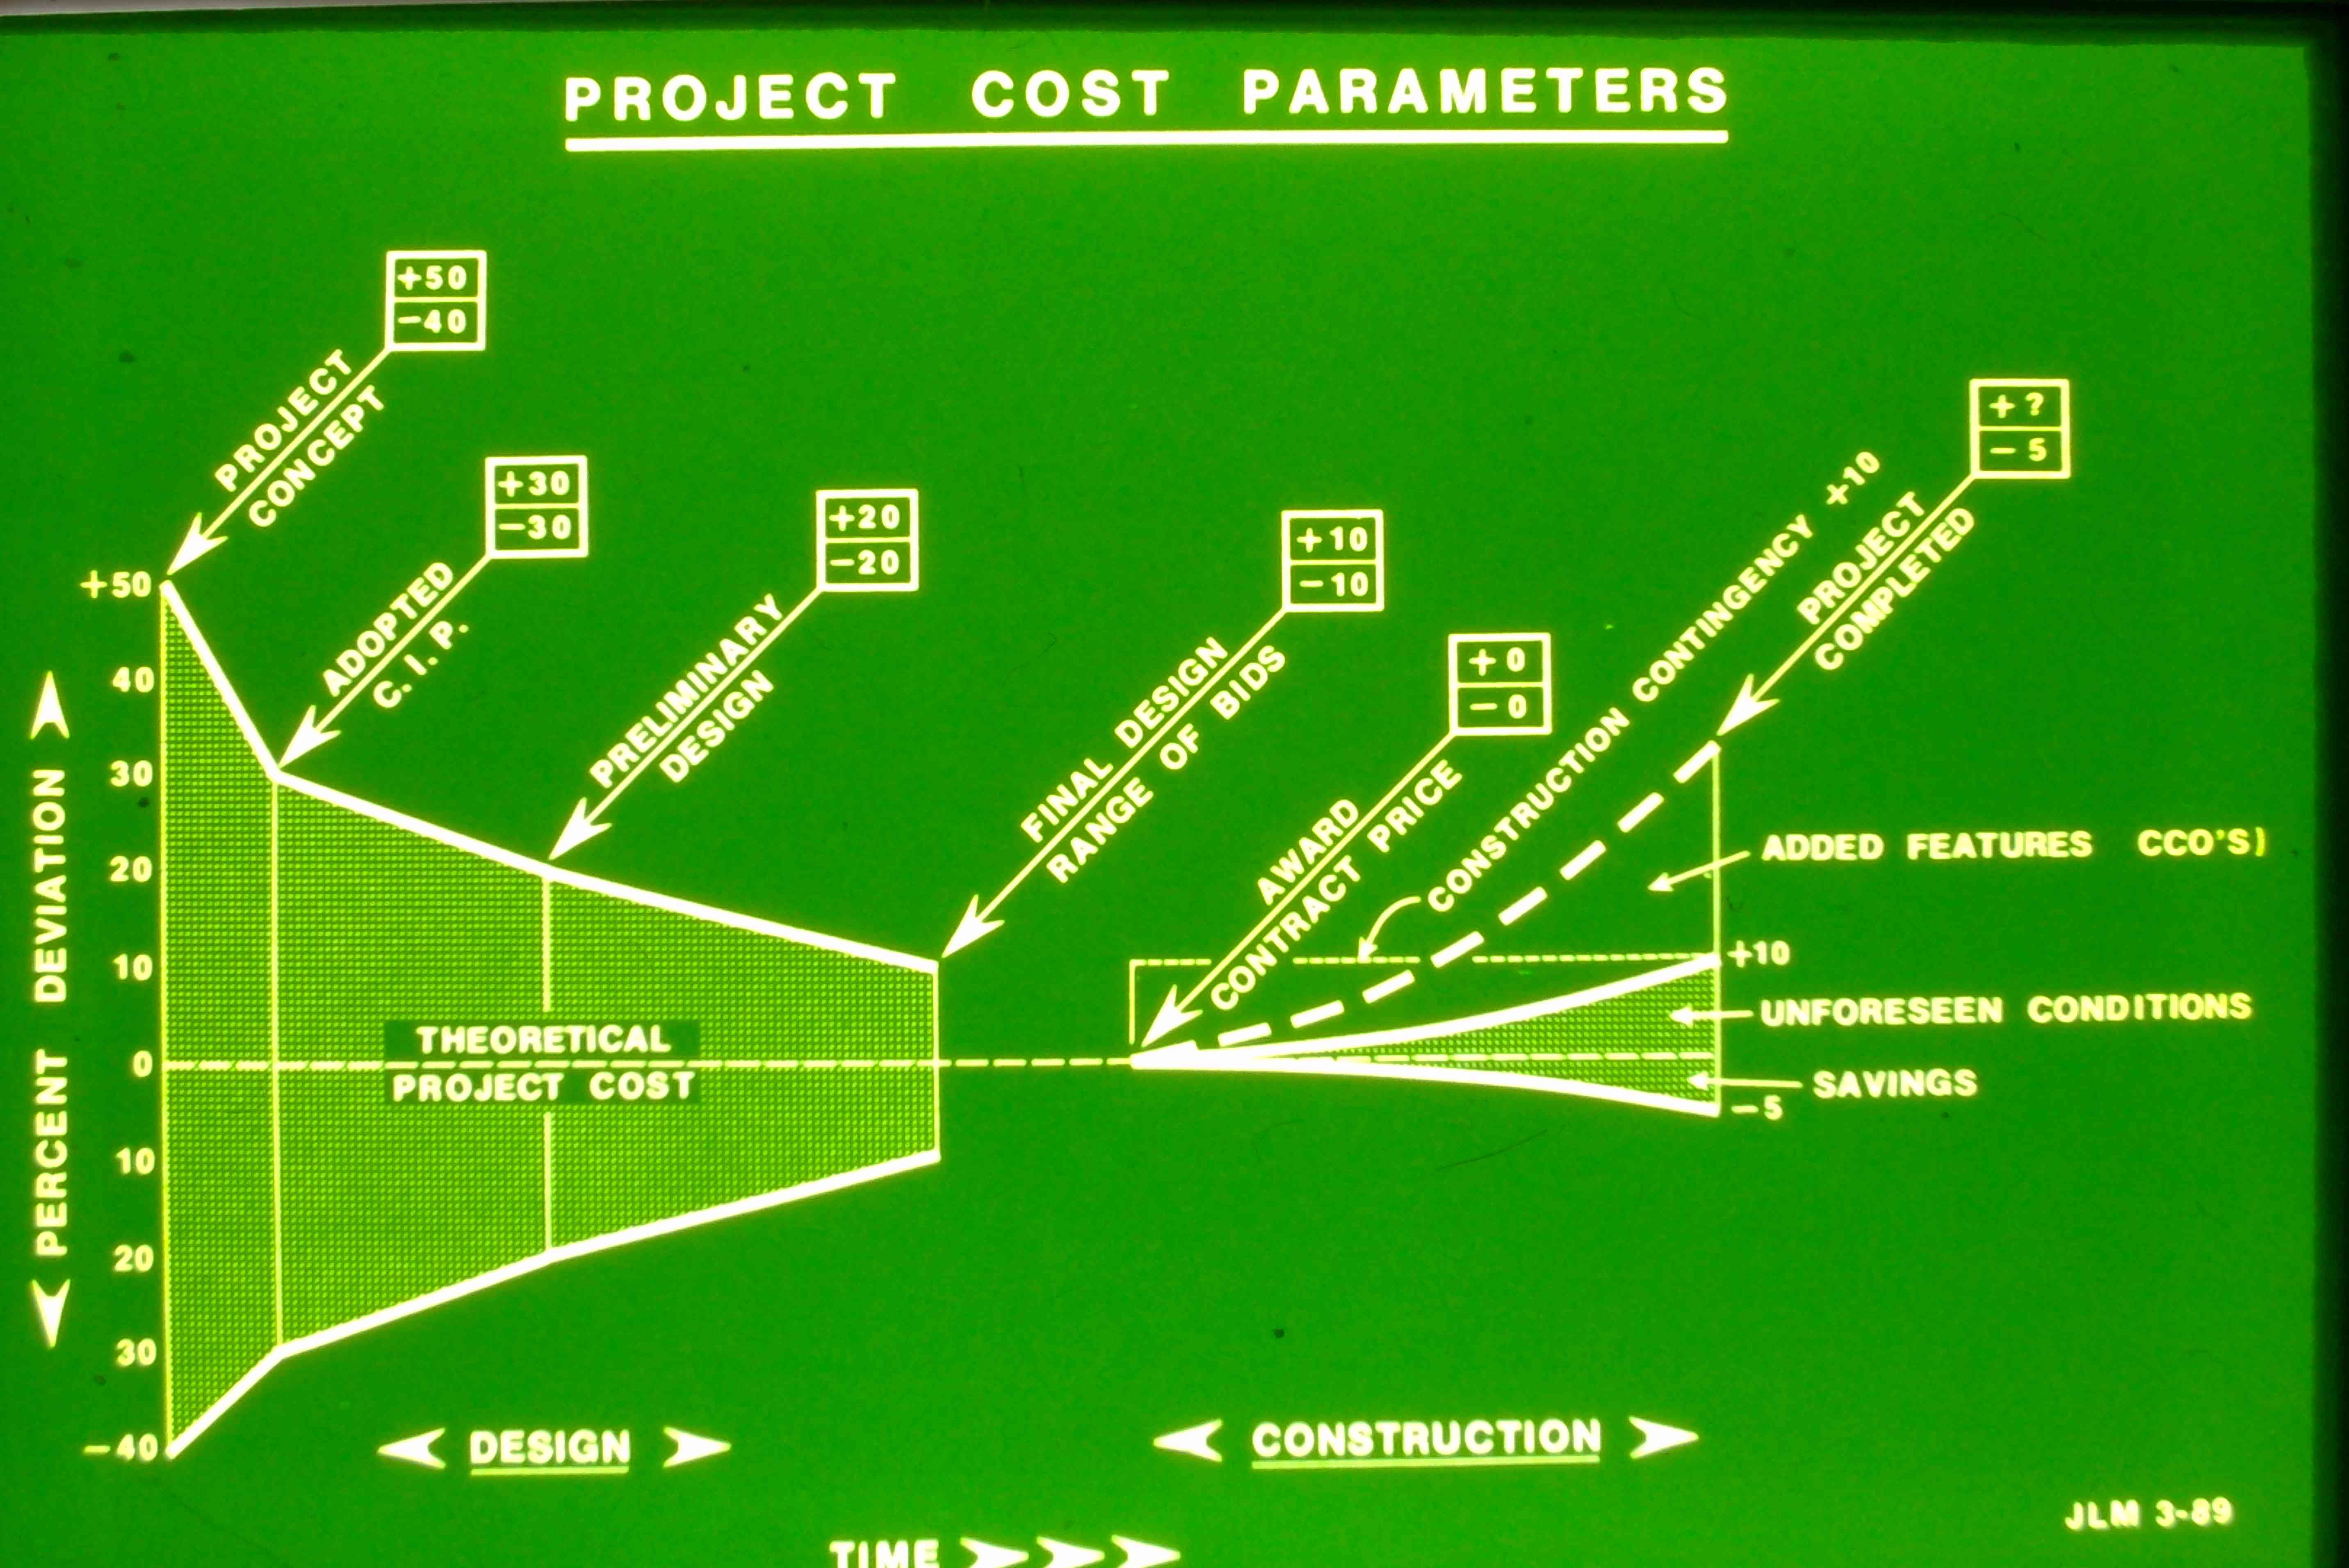 PROJECT COST PARAMETERS
+50
-40
PROJECT
CONCEPT
+30
-30
ADOPTED
C.I.P.
+20
-20
PRELIMINARY
DESIGN
+10
-10
FINAL DESIGN
RANGE OF BIDS
+0
-0
AWARD
CONTRACT PRICE
CONSTRUCTION CONTINGENCY +10
+?
-5
PROJECT
COMPLETED
PERCENT DEVIATION
+50
40
30
20
10
0
10
20
30
-40
THEORETICAL
PROJECT COST
ADDED FEATURES CCO'S)
+10
UNFORESEEN CONDITIONS
SAVINGS
-5
DESIGN
CONSTRUCTION
TIME
JLM 3-89